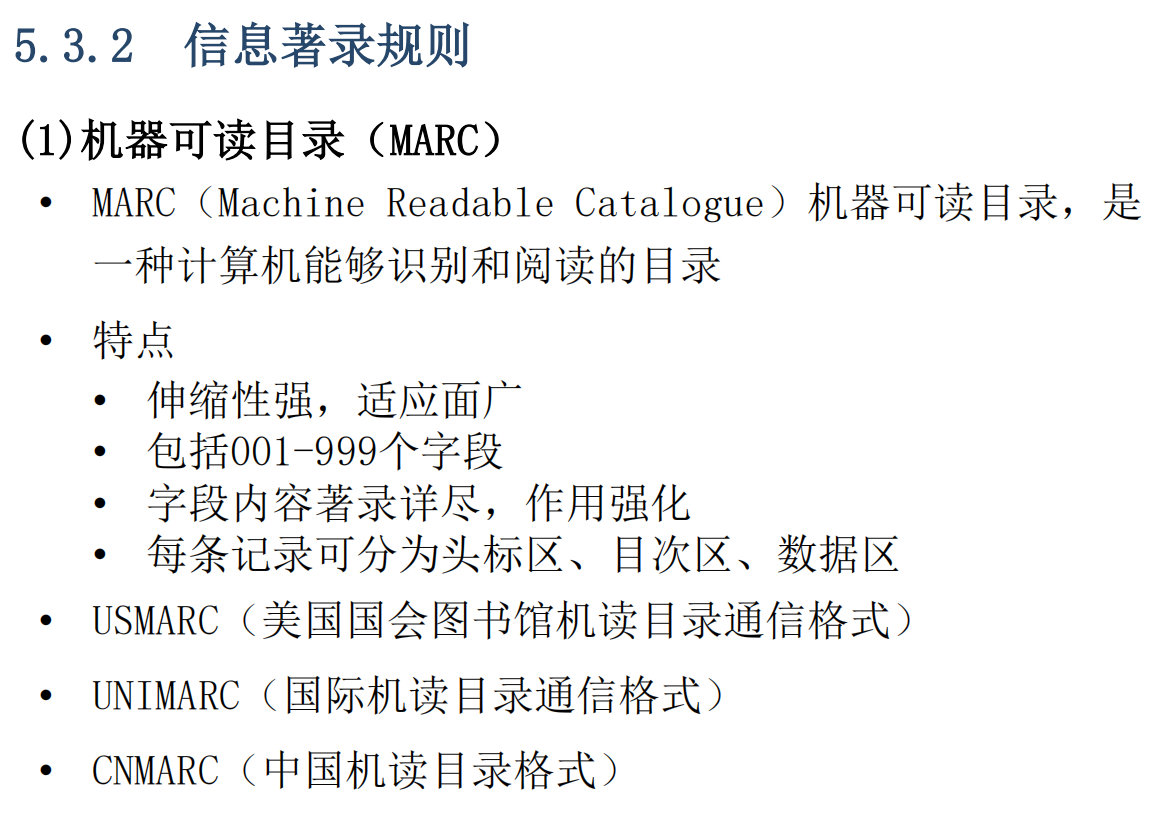 5.3.2 信息著录规则
(1)机器可读目录（MARC）
• MARC（Machine Readable Catalogue）机器可读目录，是
一种计算机能够识别和阅读的目录
• 特点
• 伸缩性强，适应面广
• 包括001-999个字段
• 字段内容著录详尽，作用强化
• 每条记录可分为头标区、目次区、数据区
• USMARC（美国国会图书馆机读目录通信格式）
• UNIMARC（国际机读目录通信格式）
• CNMARC（中国机读目录格式）